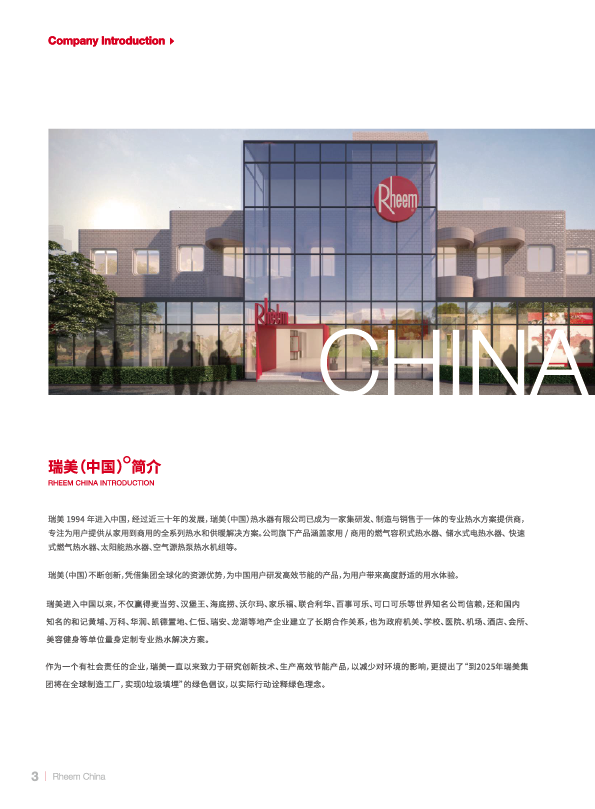 Company Introduction
Rheem
Rheem
CHINA
瑞美（中国）简介
RHEEM CHINA INTRODUCTION
瑞美 1994 年进入中国，经过近三十年的发展，瑞美（中国）热水器有限公司已成为一家集研发、制造与销售于一体的专业热水方案提供商，
专注为用户提供从家用到商用的全系列热水和供暖解决方案。公司旗下产品涵盖家用 / 商用的燃气容积式热水器、储水式电热水器、快速
式燃气热水器、太阳能热水器、空气源热泵热水机组等。
瑞美（中国）不断创新，凭借集团全球化的资源优势，为中国用户研发高效节能的产品，为用户带来高度舒适的用水体验。
瑞美进入中国以来，不仅赢得麦当劳、汉堡王、海底捞、沃尔玛、家乐福、联合利华、百事可乐、可口可乐等世界知名公司信赖，还和国内
知名的和记黄埔、万科、华润、凯德置地、仁恒、瑞安、龙湖等地产企业建立了长期合作关系，也为政府机关、学校、医院、机场、酒店、会所、
美容健身等单位量身定制专业热水解决方案。
作为一个有社会责任的企业，瑞美一直以来致力于研究创新技术、生产高效节能产品，以减少对环境的影响，更提出了“到2025年瑞美集
团将在全球制造工厂，实现0垃圾填埋”的绿色倡议，以实际行动诠释绿色理念。
3 | Rheem China